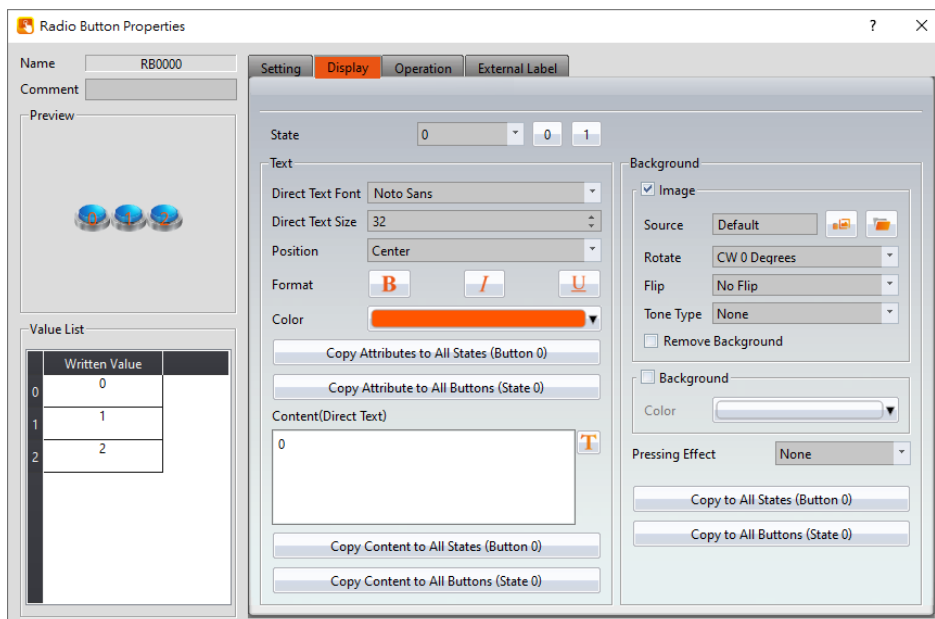 Radio Button Properties ? ×
Name RB0000
Comment
Preview
0 1 2
Value List
Written Value
0 0
1 1
2 2
Setting Display Operation External Label
State 0 0 1
Text
Direct Text Font Noto Sans
Direct Text Size 32
Position Center
Format B I U
Color
Copy Attributes to All States (Button 0)
Copy Attribute to All Buttons (State 0)
Content(Direct Text)
0 T
Copy Content to All States (Button 0)
Copy Content to All Buttons (State 0)
Background
Image
Source Default
Rotate CW 0 Degrees
Flip No Flip
Tone Type None
Remove Background
Background
Color
Pressing Effect None
Copy to All States (Button 0)
Copy to All Buttons (State 0)